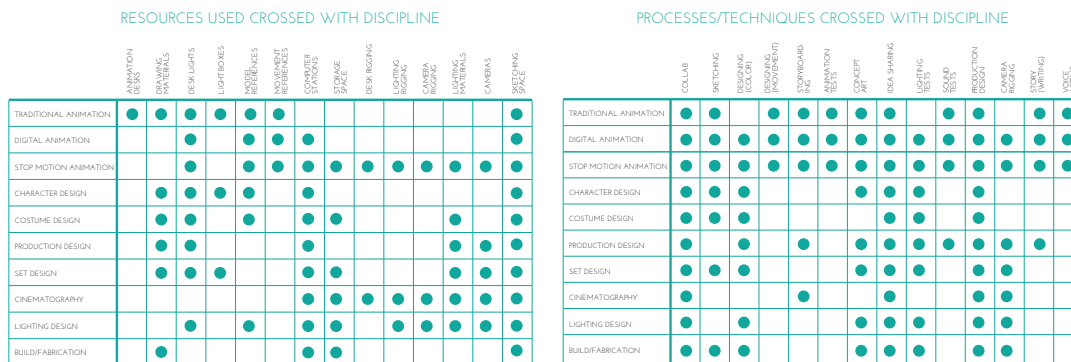 RESOURCES USED CROSSED WITH DISCIPLINE
ANIMATION DESKS
DRAWING MATERIALS
DESK LIGHTS
LIGHT BOXES
MODEL REFERENCES
MOVEMENT REFERENCES
COMPUTER STATIONS
STORAGE SPACE
DESK RIGGING
LIGHTING RIGGING
CAMERA RIGGING
LIGHTING MATERIALS
CAMERAS
SKETCHING SPACE
TRADITIONAL ANIMATION
DIGITAL ANIMATION
STOP MOTION ANIMATION
CHARACTER DESIGN
COSTUME DESIGN
PRODUCTION DESIGN
SET DESIGN
CINEMATOGRAPHY
LIGHTING DESIGN
BUILD/FABRICATION
PROCESSES/TECHNIQUES CROSSED WITH DISCIPLINE
COLLAB
SKETCHING
DESIGNING (COLOR)
DESIGNING (MOVEMENT)
STORYBOARD-
ING
ANIMATION TESTS
CONCEPT ART
IDEA SHARING
LIGHTING TESTS
SOUND TESTS
PRODUCTION DESIGN
CAMERA RIGGING
STORY (WRITING)
VOICE
TRADITIONAL ANIMATION
DIGITAL ANIMATION
STOP MOTION ANIMATION
CHARACTER DESIGN
COSTUME DESIGN
PRODUCTION DESIGN
SET DESIGN
CINEMATOGRAPHY
LIGHTING DESIGN
BUILD/FABRICATION